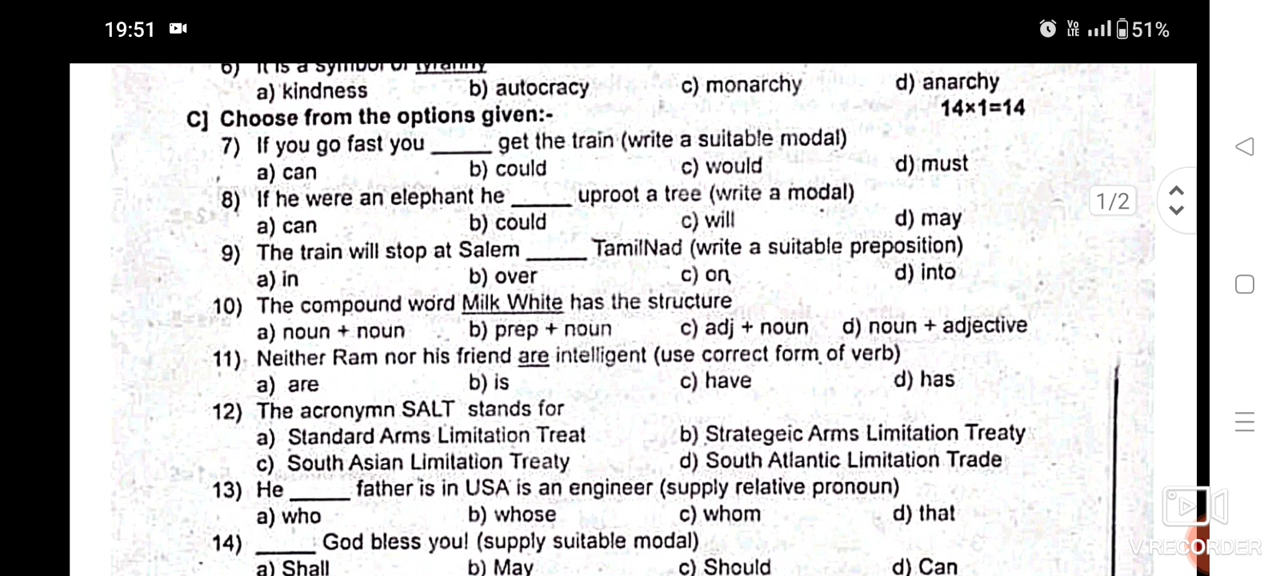 19:51 Vo LTE 51%
6) It is a symbol of tyranny
a) kindness b) autocracy c) monarchy d) anarchy
C] Choose from the options given:- 14×1=14
7) If you go fast you _____ get the train (write a suitable modal)
a) can b) could c) would d) must
8) If he were an elephant he _____ uproot a tree (write a modal)
a) can b) could c) will d) may
9) The train will stop at Salem _____ TamilNad (write a suitable preposition)
a) in b) over c) on d) into
10) The compound word Milk White has the structure
a) noun + noun b) prep + noun c) adj + noun d) noun + adjective
11) Neither Ram nor his friend are intelligent (use correct form of verb)
a) are b) is c) have d) has
12) The acronymn SALT stands for
a) Standard Arms Limitation Treat b) Strategeic Arms Limitation Treaty
c) South Asian Limitation Treaty d) South Atlantic Limitation Trade
13) He _____ father is in USA is an engineer (supply relative pronoun)
a) who b) whose c) whom d) that
14) _____ God bless you! (supply suitable modal)
a) Shall b) May c) Should d) Can
1/2
V RECORDER